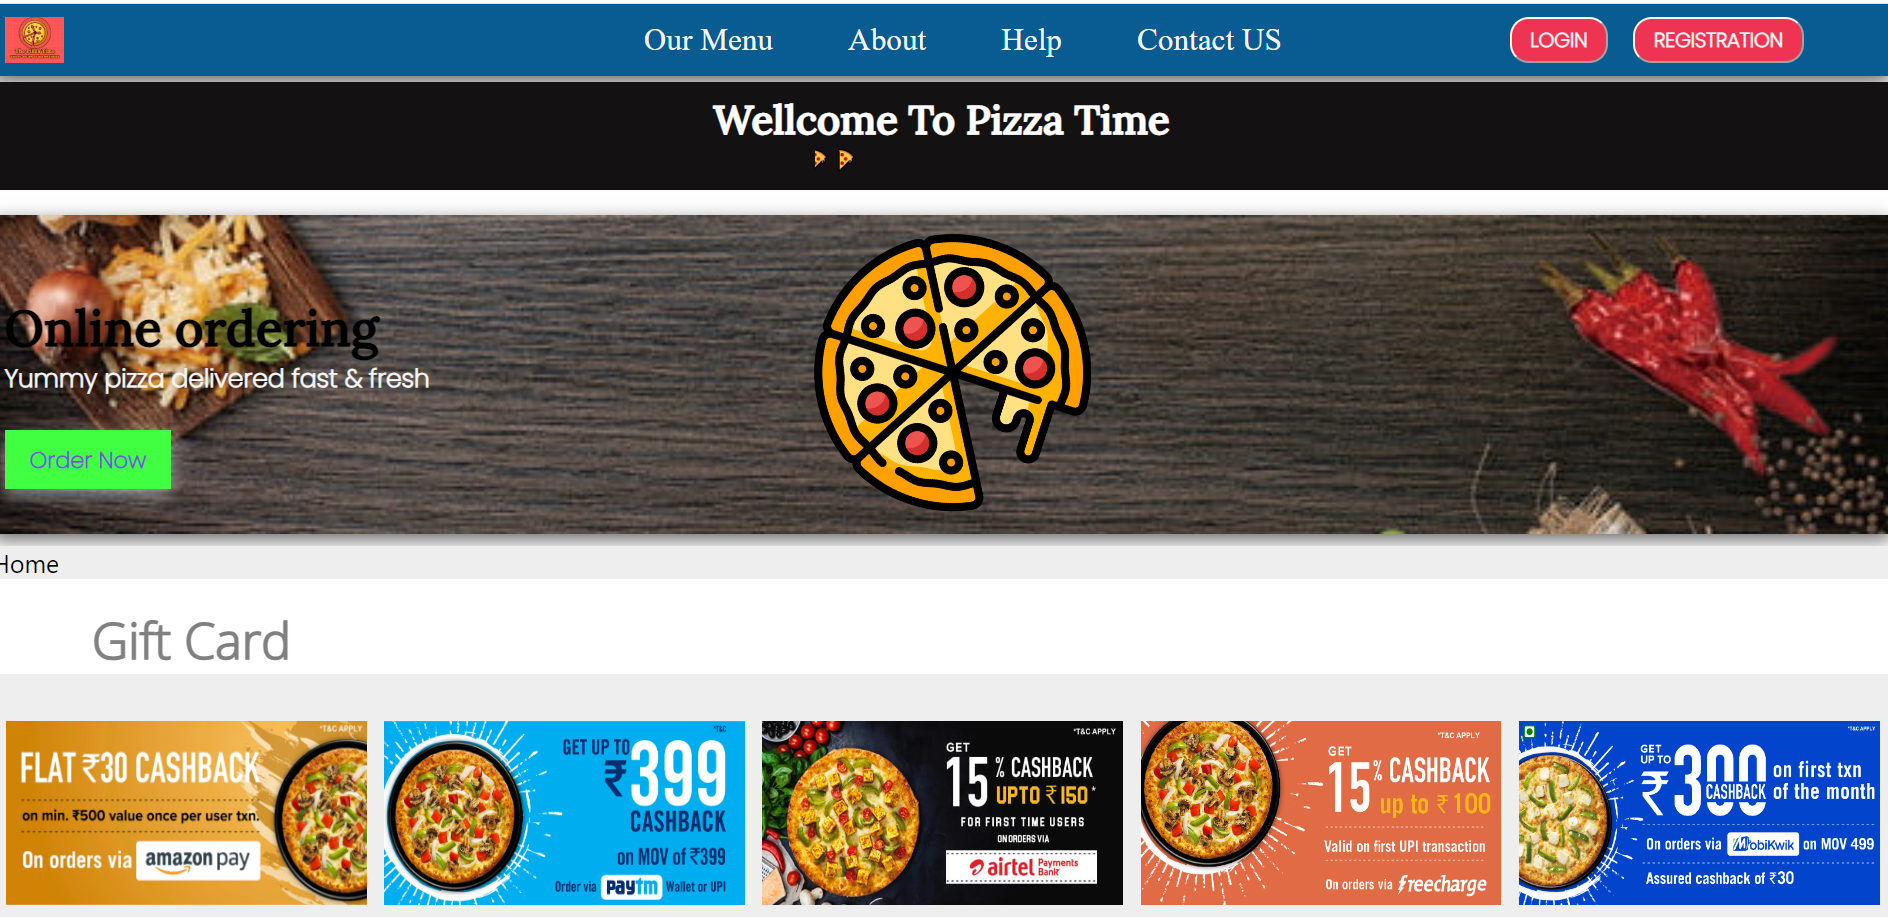 Our Menu
About
Help
Contact US
LOGIN
REGISTRATION
Wellcome To Pizza Time
Online ordering
Yummy pizza delivered fast & fresh
Order Now
Home
Gift Card
*T&C APPLY
FLAT ₹30 CASHBACK
on min. ₹500 value once per user txn.
On orders via amazon pay
*T&C
GET UP TO
₹399
CASHBACK
on MOV of ₹399
Order via paytm Wallet or UPI
*T&C APPLY
GET
15% CASHBACK
UPTO ₹150*
FOR FIRST TIME USERS
ON ORDERS VIA
airtel Payments Bank
*T&C APPLY
GET
15% CASHBACK
up to ₹100
Valid on first UPI transaction
On orders via freecharge
*T&C APPLY
GET
UP TO
₹300 CASHBACK
on first txn
of the month
On orders via MobiKwik on MOV 499
Assured cashback of ₹30